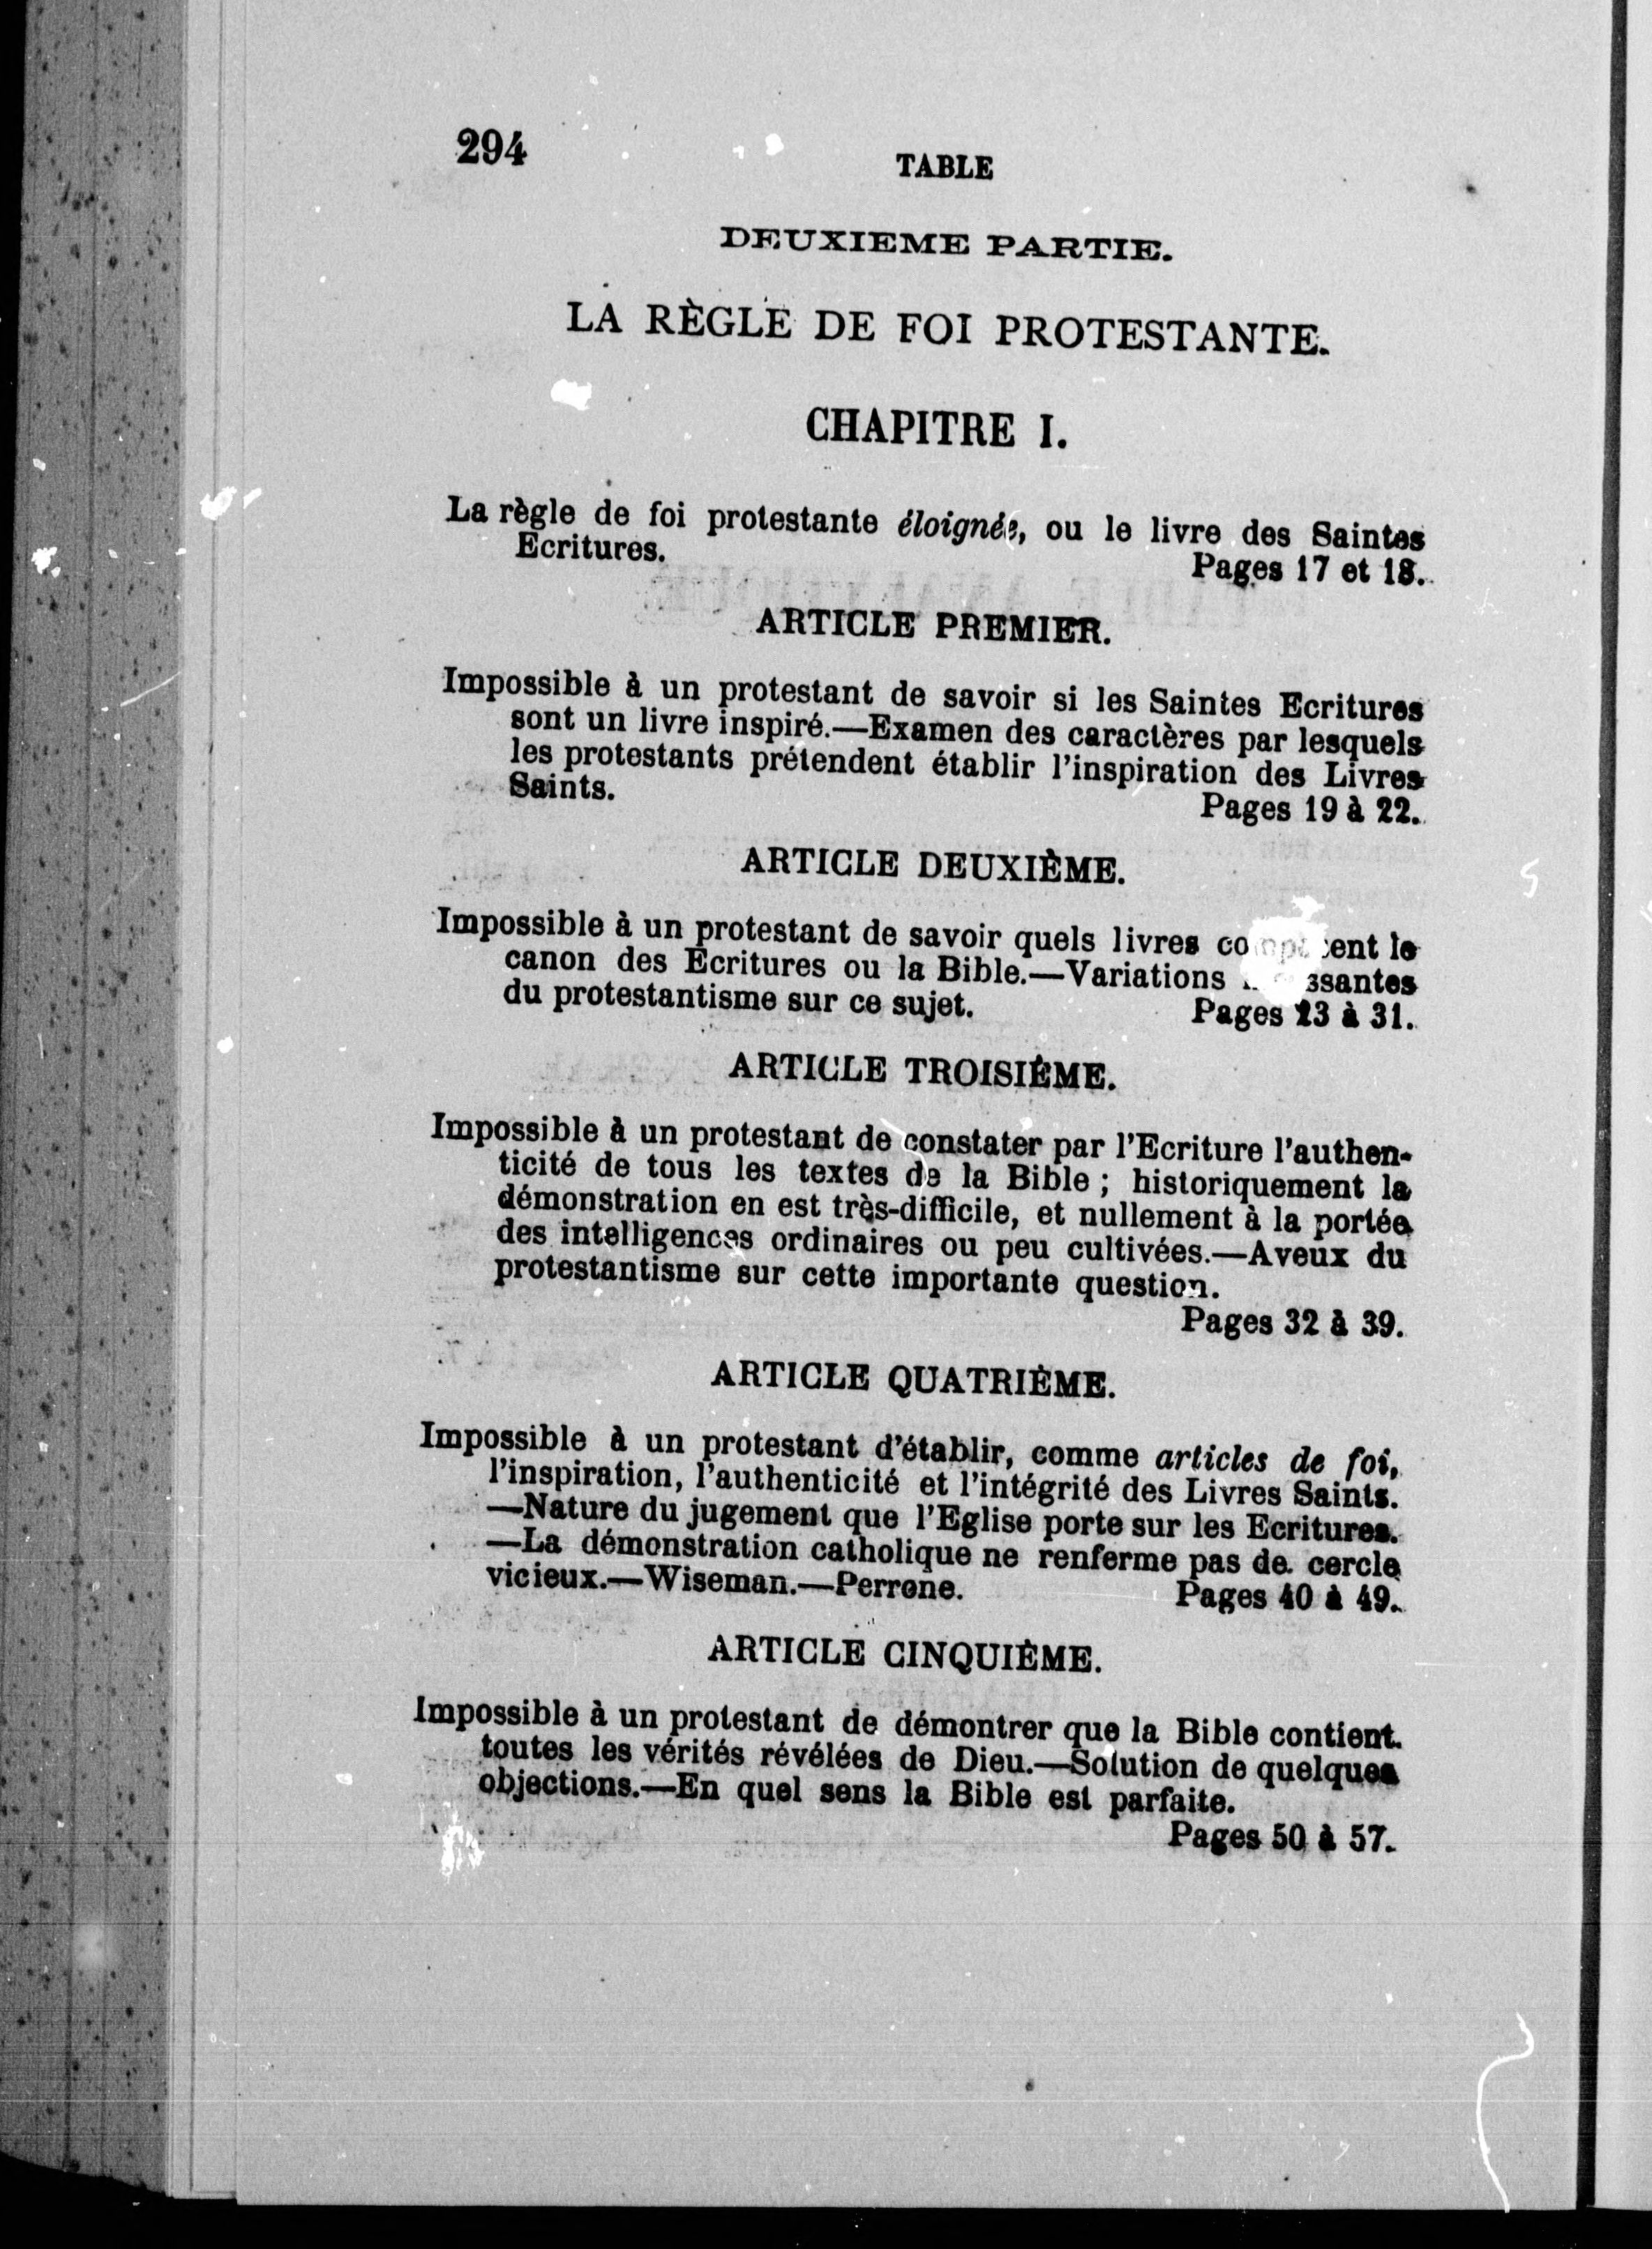 294
TABLE
DEUXIEME PARTIE.
LA RÈGLE DE FOI PROTESTANTE.
CHAPITRE I.
La règle de foi protestante éloignée, ou le livre des Saintes
Ecritures. Pages 17 et 18.
ARTICLE PREMIER.
Impossible à un protestant de savoir si les Saintes Ecritures
sont un livre inspiré.—Examen des caractères par lesquels
les protestants prétendent établir l'inspiration des Livres
Saints. Pages 19 à 22.
ARTICLE DEUXIÈME.
Impossible à un protestant de savoir quels livres le
canon des Ecritures ou la Bible.—Variations
du protestantisme sur ce sujet. Pages 23 à 31.
ARTICLE TROISIÈME.
Impossible à un protestant de constater par l'Ecriture l'authen-
ticité de tous les textes de la Bible ; historiquement la
démonstration en est très-difficile, et nullement à la portée
des intelligences ordinaires ou peu cultivées.—Aveux du
protestantisme sur cette importante question.
Pages 32 à 39.
ARTICLE QUATRIÈME.
Impossible à un protestant d'établir, comme articles de foi,
l'inspiration, l'authenticité et l'intégrité des Livres Saints.
—Nature du jugement que l'Eglise porte sur les Ecritures.
—La démonstration catholique ne renferme pas de cercle
vicieux.—Wiseman.—Perrone. Pages 40 à 49.
ARTICLE CINQUIÈME.
Impossible à un protestant de démontrer que la Bible contient
toutes les vérités révélées de Dieu.—Solution de quelques
objections.—En quel sens la Bible est parfaite.
Pages 50 à 57.